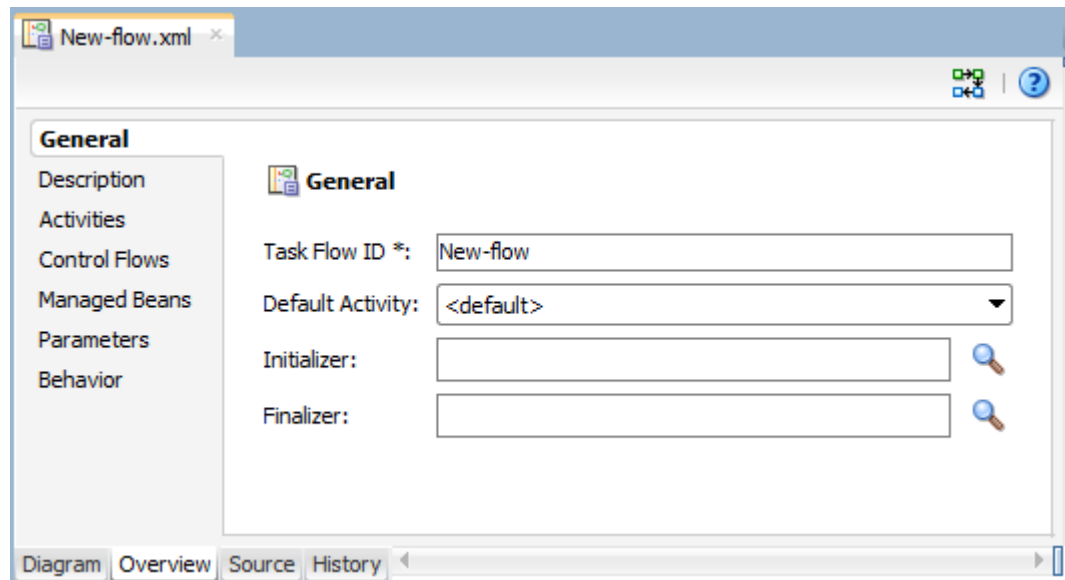 New-flow.xml
General
Description
Activities
Control Flows
Managed Beans
Parameters
Behavior
General
Task Flow ID *: New-flow
Default Activity: <default>
Initializer:
Finalizer:
Diagram Overview Source History